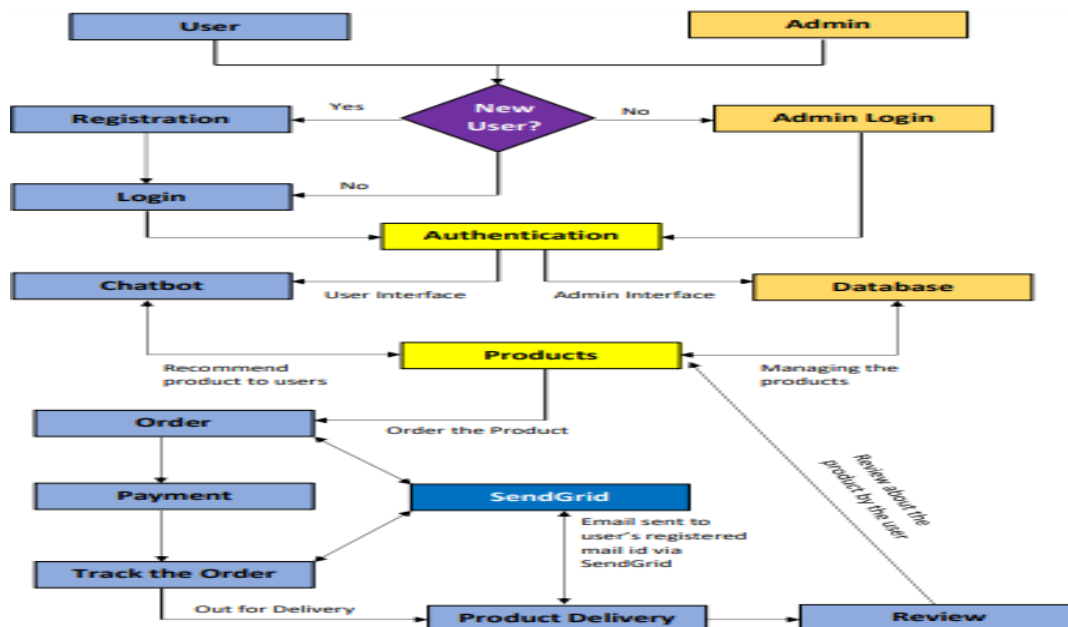 User
Admin
New
User?
Yes
No
Registration
Admin Login
No
Login
Authentication
Chatbot
User Interface
Admin Interface
Database
Products
Recommend
product to users
Managing the
products
Order
Order the Product
Review about the
product by the user
Payment
SendGrid
Email sent to
user's registered
mail id via
SendGrid
Track the Order
Out for Delivery
Product Delivery
Review